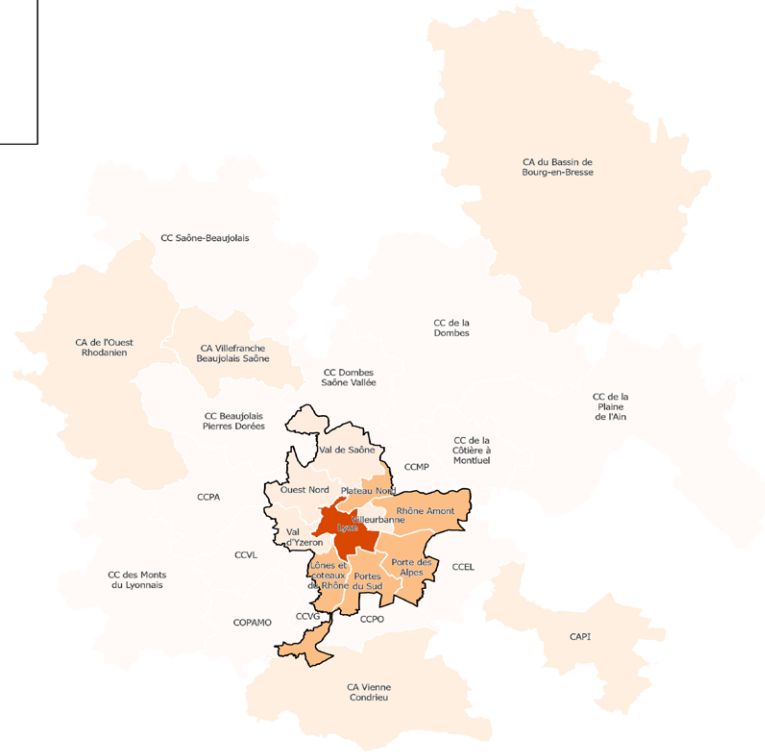 CA du Bassin de
Bourg-en-Bresse
CC Saône-Beaujolais
CC de la
Dombes
CA de l'Ouest
Rhodanien
CA Villefranche
Beaujolais Saône
CC Dombes
Saône Vallée
CC de la
Plaine
de l'Ain
CC Beaujolais
Pierres Dorées
CC de la
Côtière à
Montluel
Val de Saône
CCMP
Ouest Nord
Plateau Nord
CCPA
Rhône Amont
Villeurbanne
Lyon
Val
d'Yzeron
CCVL
Porte des
Alpes
CCEL
Lônes et
coteaux
du Rhône
Portes
du Sud
CC des Monts
du Lyonnais
CCVG
CCPO
COPAMO
CAPI
CA Vienne
Condrieu